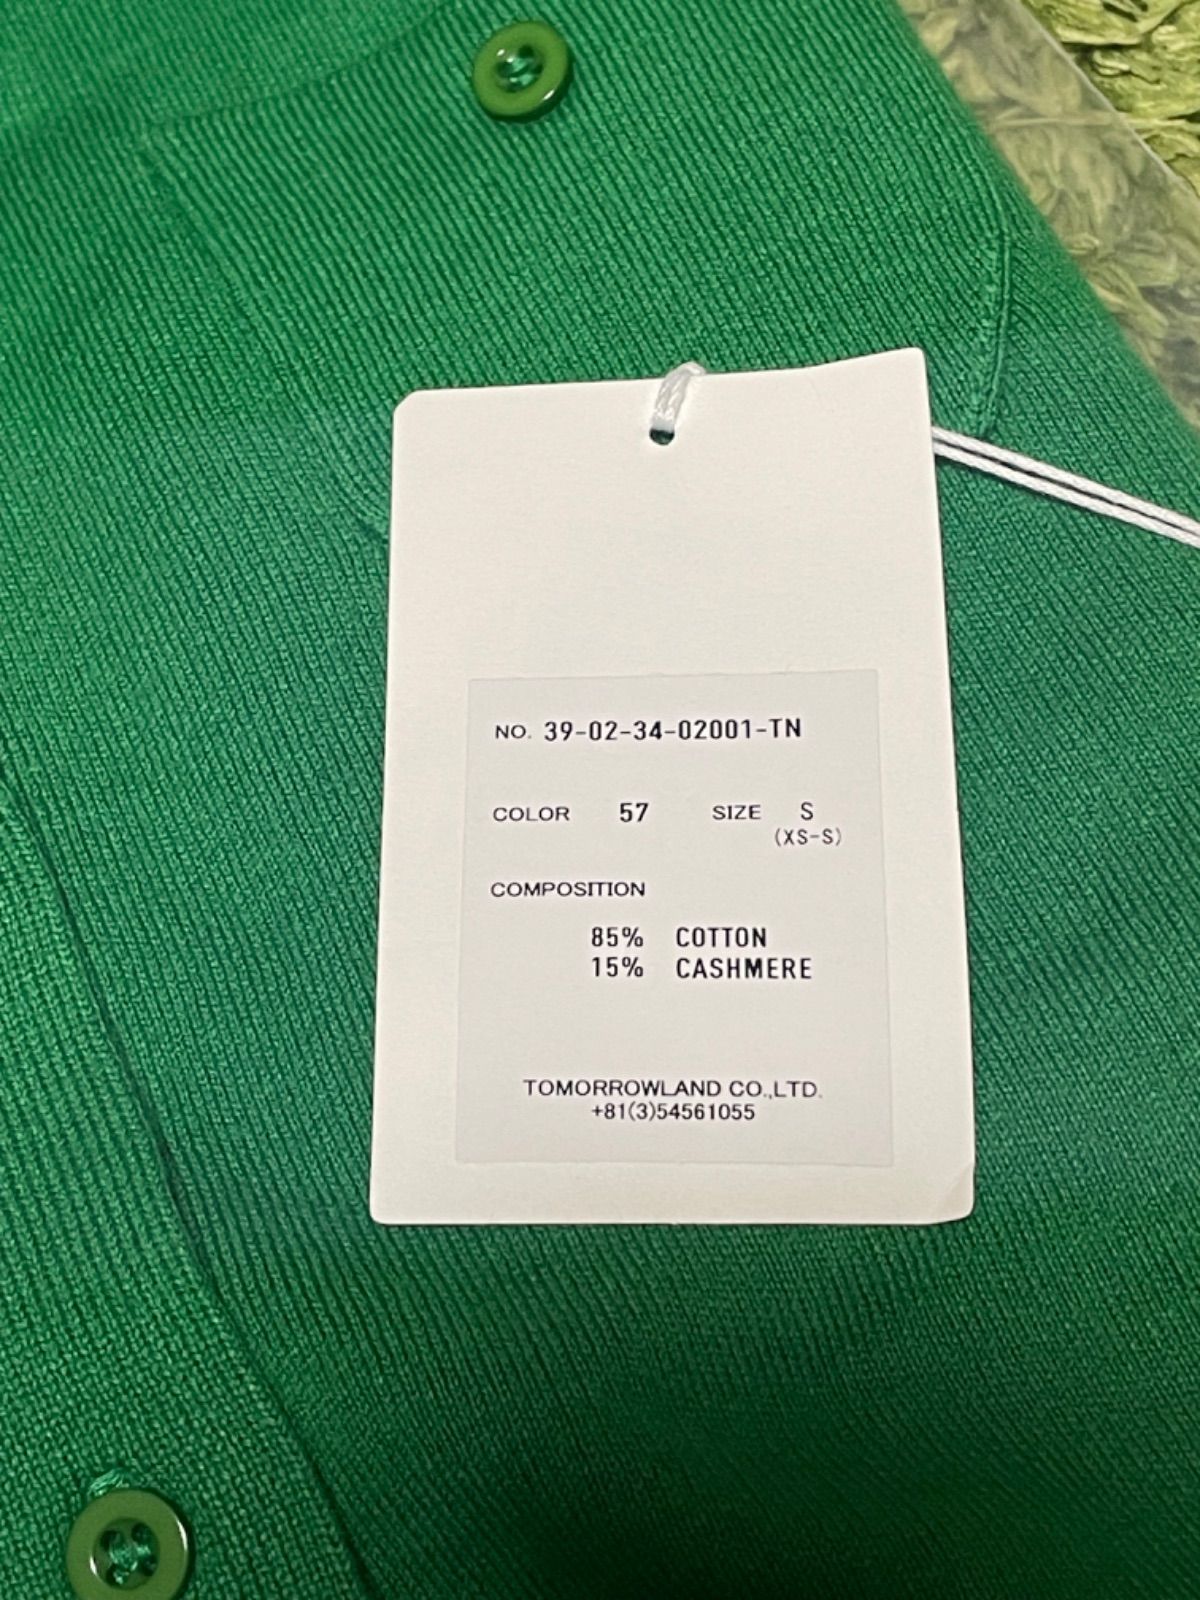 NO. 39-02-34-02001-TN
COLOR 57 SIZE S
(XS-S)
COMPOSITION
85% COTTON
15% CASHMERE
TOMORROWLAND CO.,LTD.
+81(3)54561055